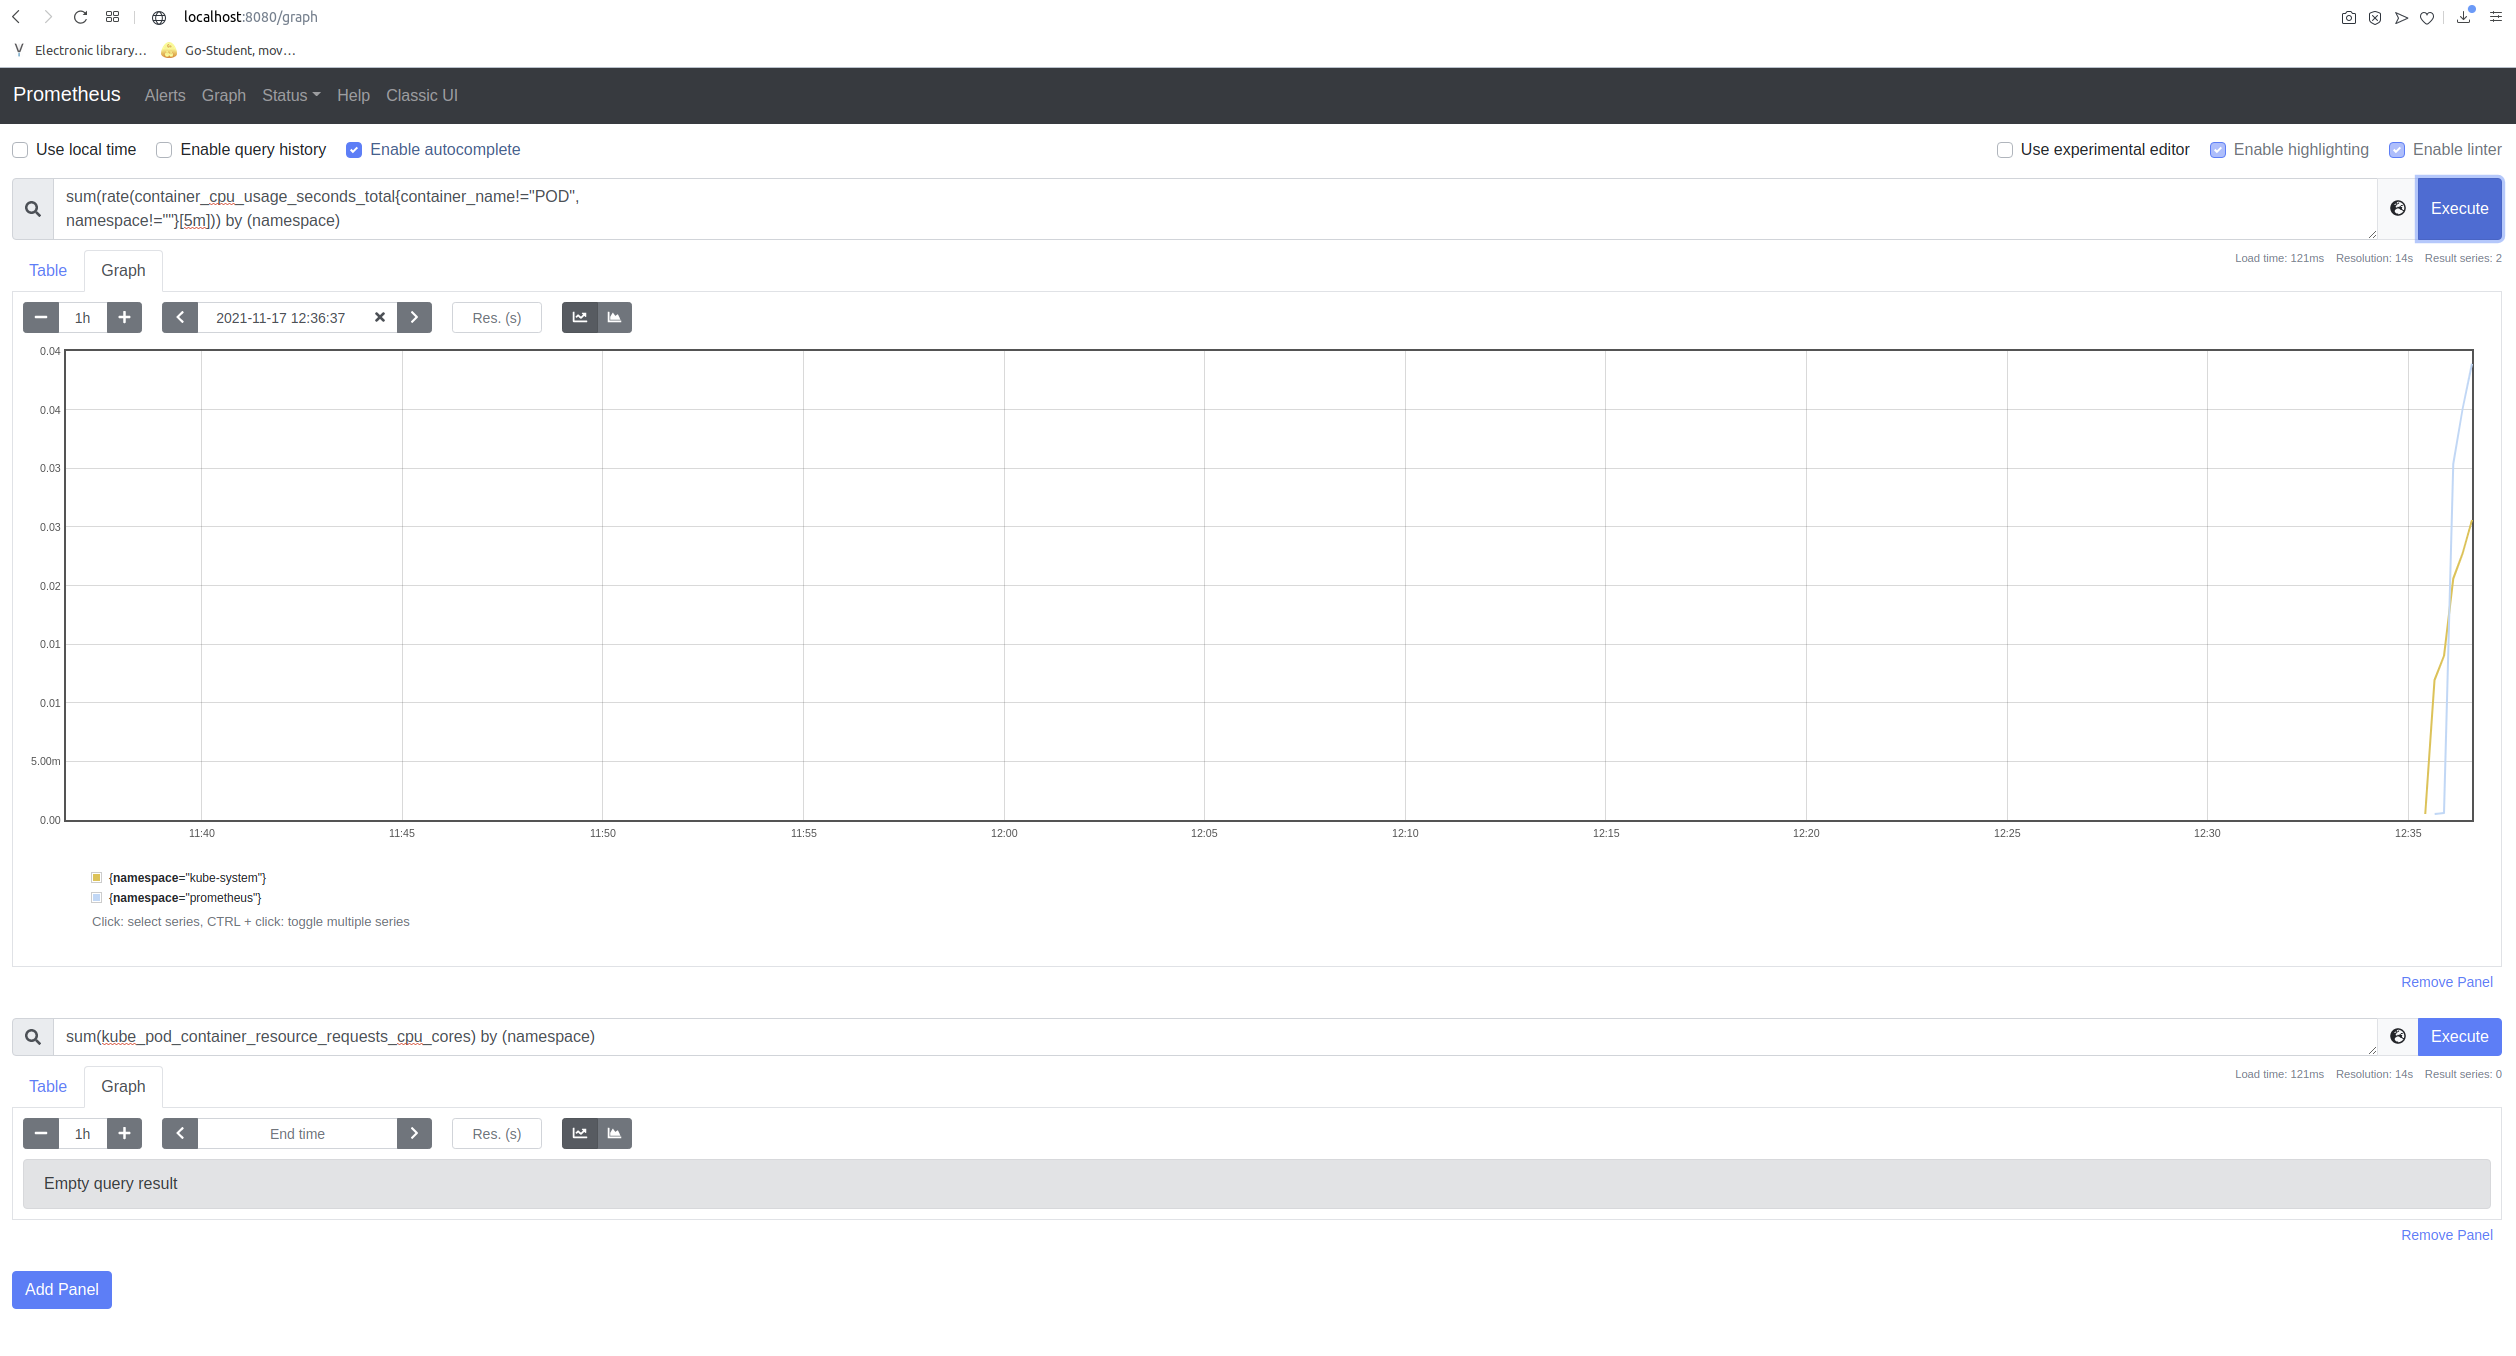 localhost:8080/graph
Electronic library...
Go-Student, mov...
Prometheus Alerts Graph Status Help Classic UI
Use local time Enable query history Enable autocomplete Use experimental editor Enable highlighting Enable linter
sum(rate(container_cpu_usage_seconds_total{container_name!="POD",
namespace!=""}[5m])) by (namespace)
Execute
Table Graph
Load time: 121ms Resolution: 14s Result series: 2
1h 2021-11-17 12:36:37 Res. (s)
0.04
0.04
0.03
0.03
0.02
0.01
0.01
5.00m
0.00
11:40 11:45 11:50 11:55 12:00 12:05 12:10 12:15 12:20 12:25 12:30 12:35
{namespace="kube-system"}
{namespace="prometheus"}
Click: select series, CTRL + click: toggle multiple series
Remove Panel
sum(kube_pod_container_resource_requests_cpu_cores) by (namespace)
Execute
Table Graph
Load time: 121ms Resolution: 14s Result series: 0
1h End time Res. (s)
Empty query result
Remove Panel
Add Panel